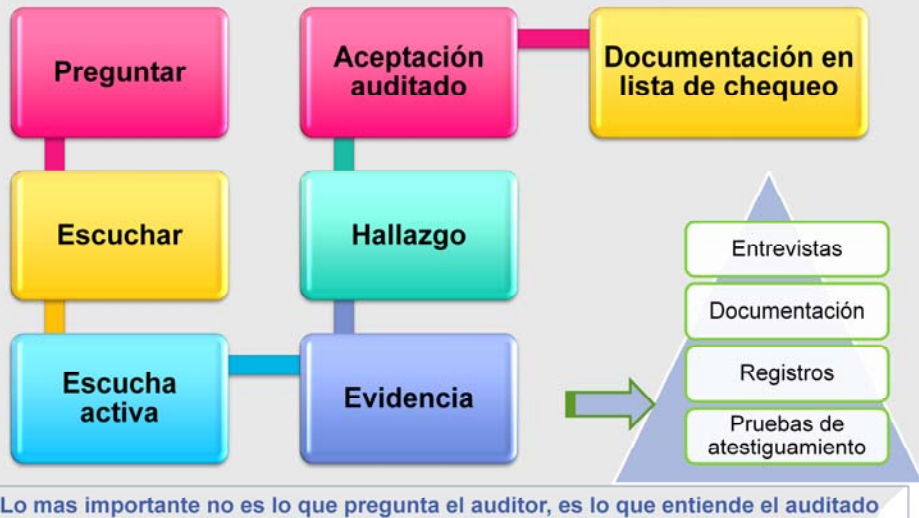 Preguntar
Escuchar
Escucha
activa
Evidencia
Hallazgo
Aceptación
auditado
Documentación en
lista de chequeo
Entrevistas
Documentación
Registros
Pruebas de
atestiguamiento
Lo mas importante no es lo que pregunta el auditor, es lo que entiende el auditado